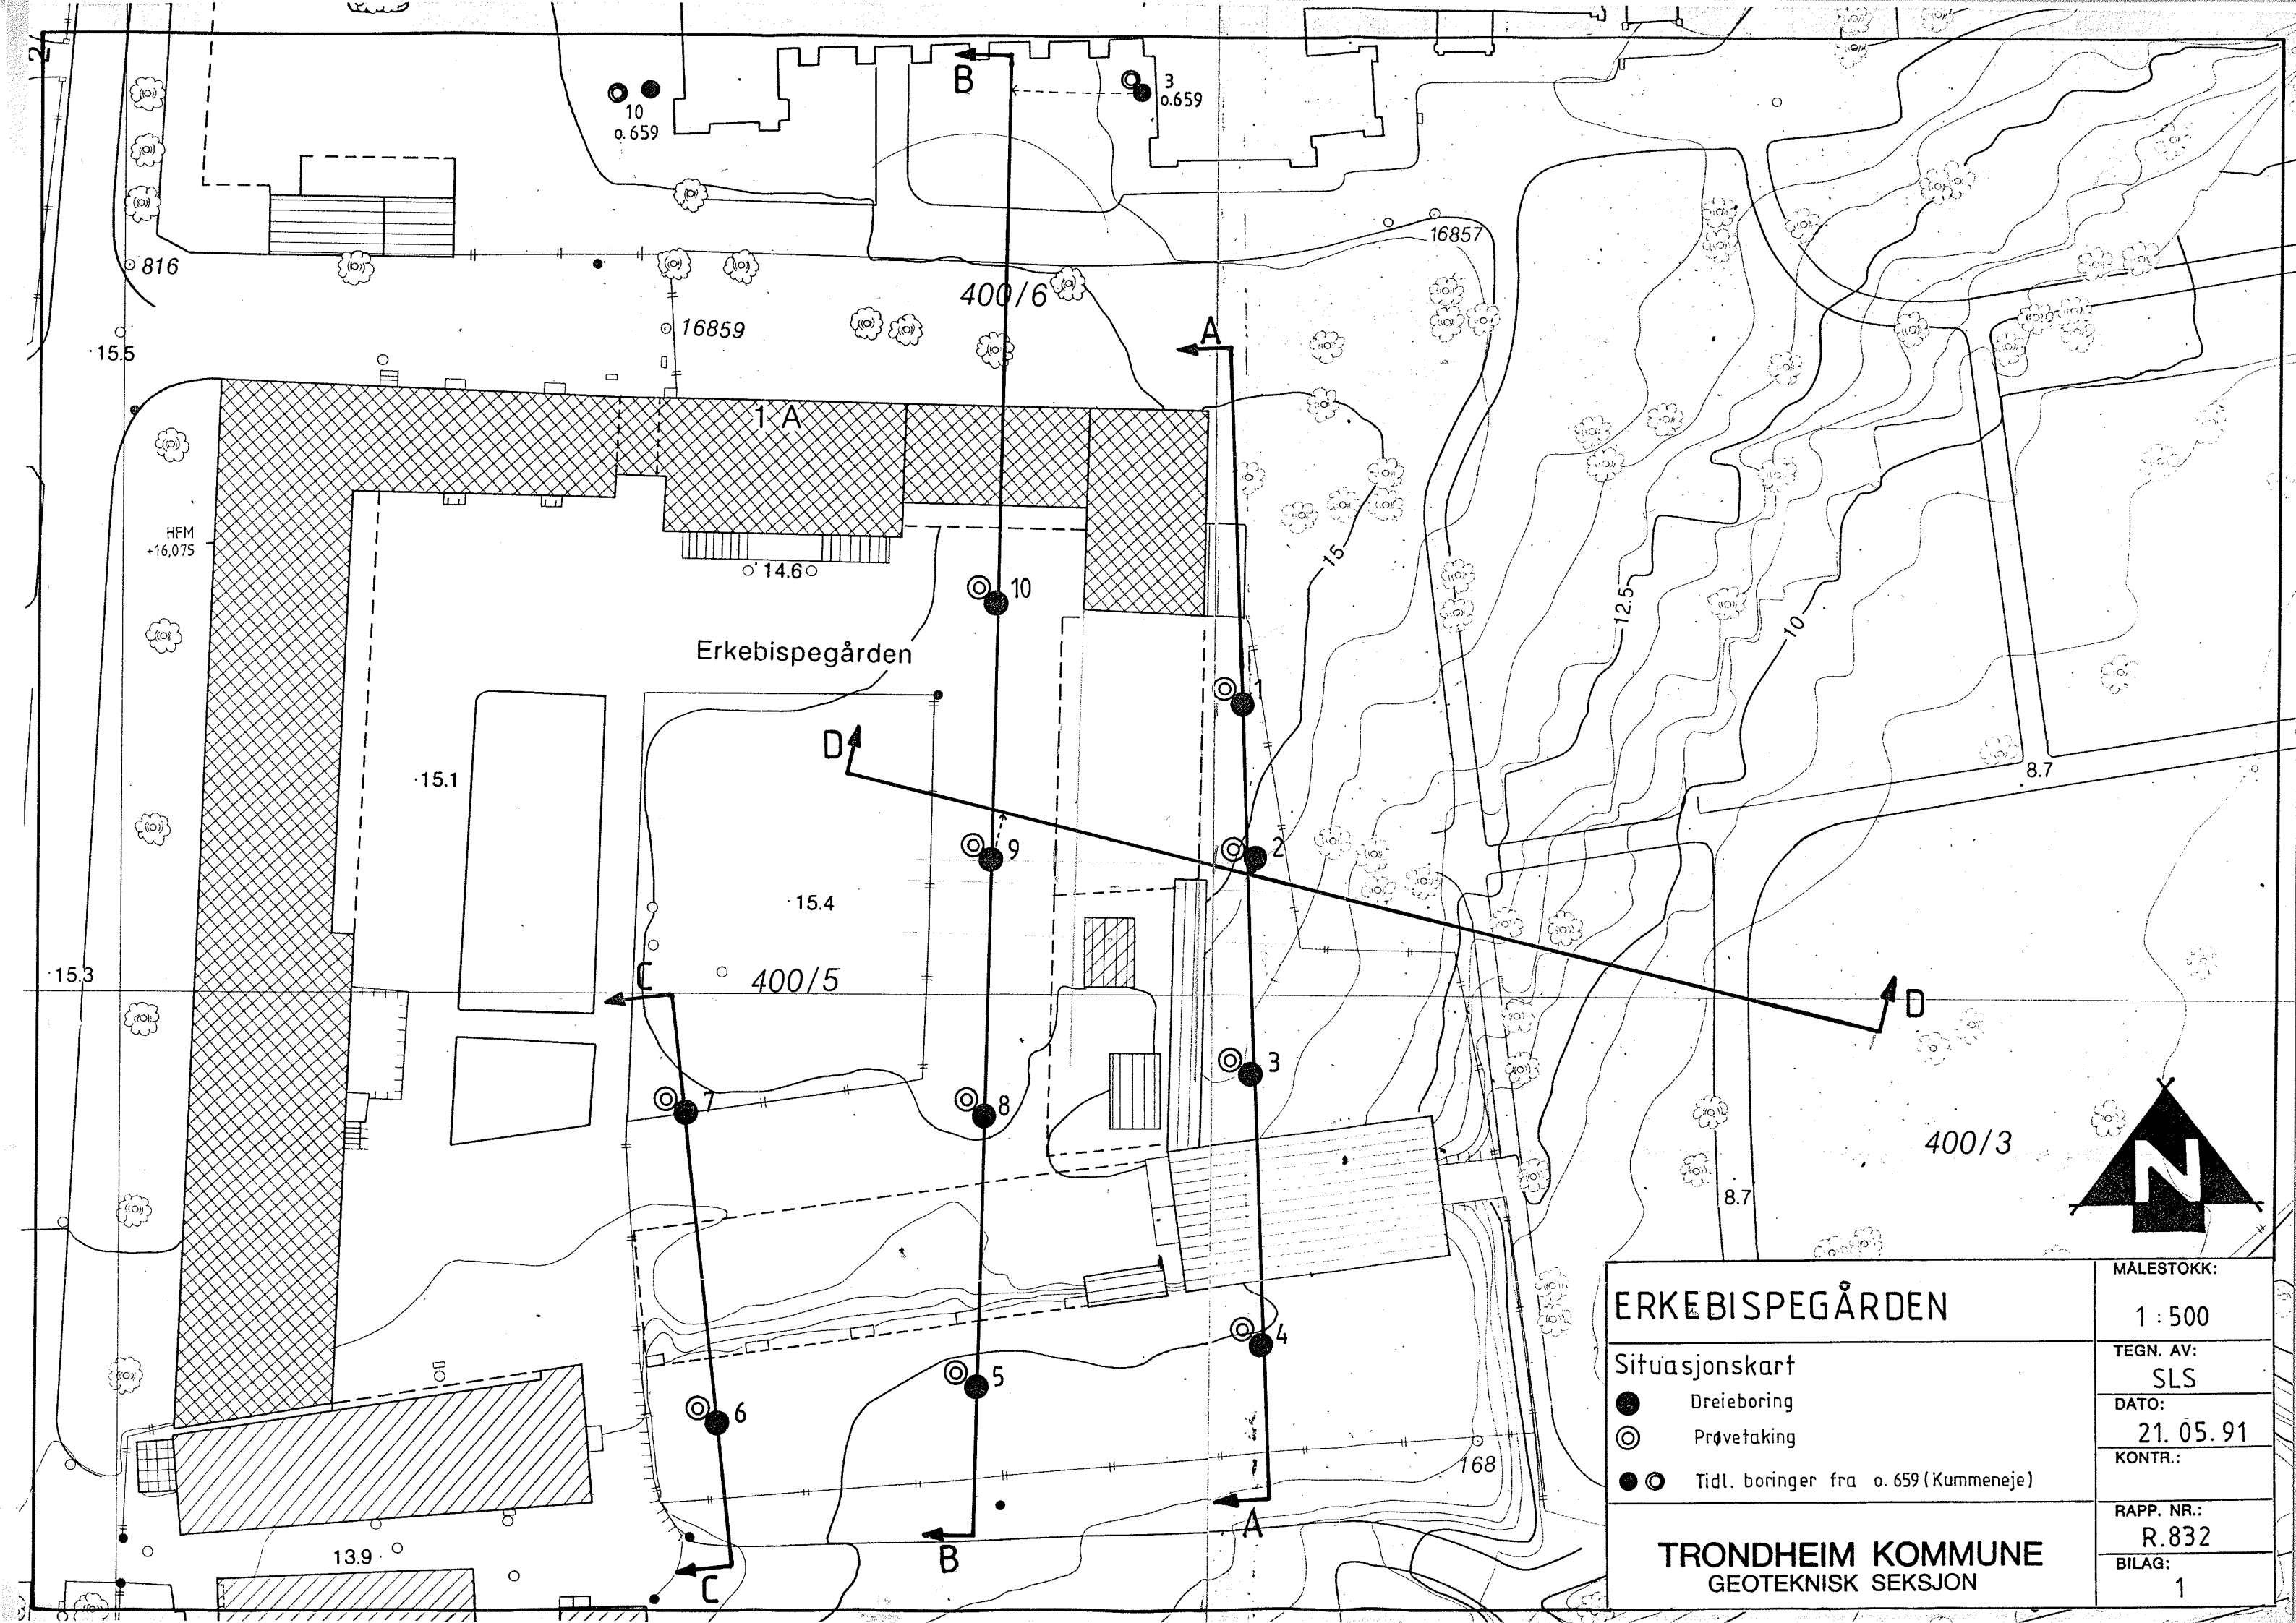 2
B
3
o.659
10
o.659
816
16857
400/6
16859
A
15.5
1 A
HFM
+16,075
14.6
15
10
12.5
10
Erkebispegården
1
D
15.1
8.7
2
9
15.4
15.3
C
400/5
D
3
7
8
400/3
N
8.7
4
5
6
168
A
B
13.9
C
ERKEBISPEGÅRDEN
Situasjonskart
Dreieboring
Prøvetaking
Tidl. boringer fra o. 659 (Kummeneje)
TRONDHEIM KOMMUNE
GEOTEKNISK SEKSJON
MÅLESTOKK:
1 : 500
TEGN. AV:
SLS
DATO:
21. 05. 91
KONTR.:
RAPP. NR.:
R.832
BILAG:
1